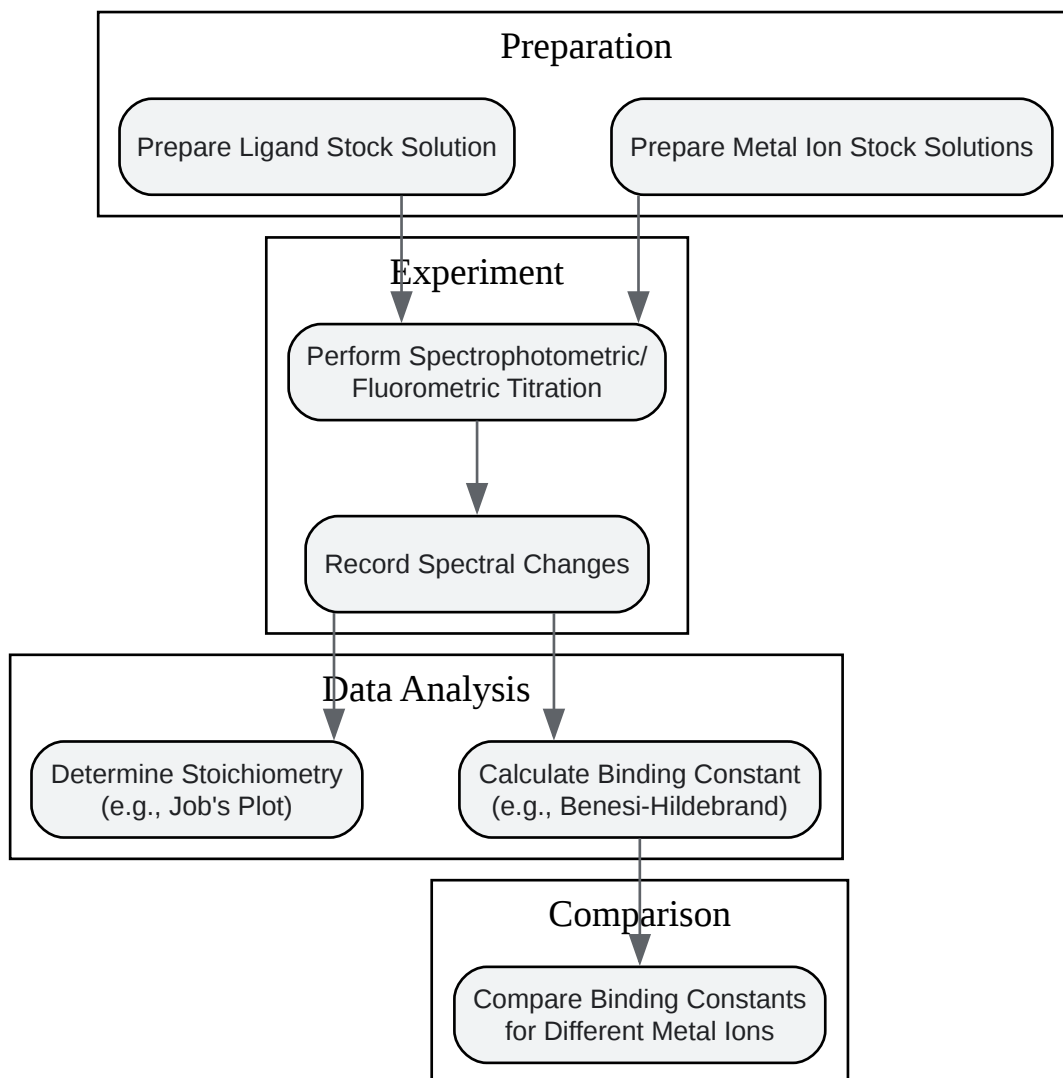 Preparation
Prepare Ligand Stock Solution
Prepare Metal Ion Stock Solutions
Experiment
Perform Spectrophotometric/
Fluorometric Titration
Record Spectral Changes
Data Analysis
Determine Stoichiometry
(e.g., Job's Plot)
Calculate Binding Constant
(e.g., Benesi-Hildebrand)
Comparison
Compare Binding Constants
for Different Metal Ions